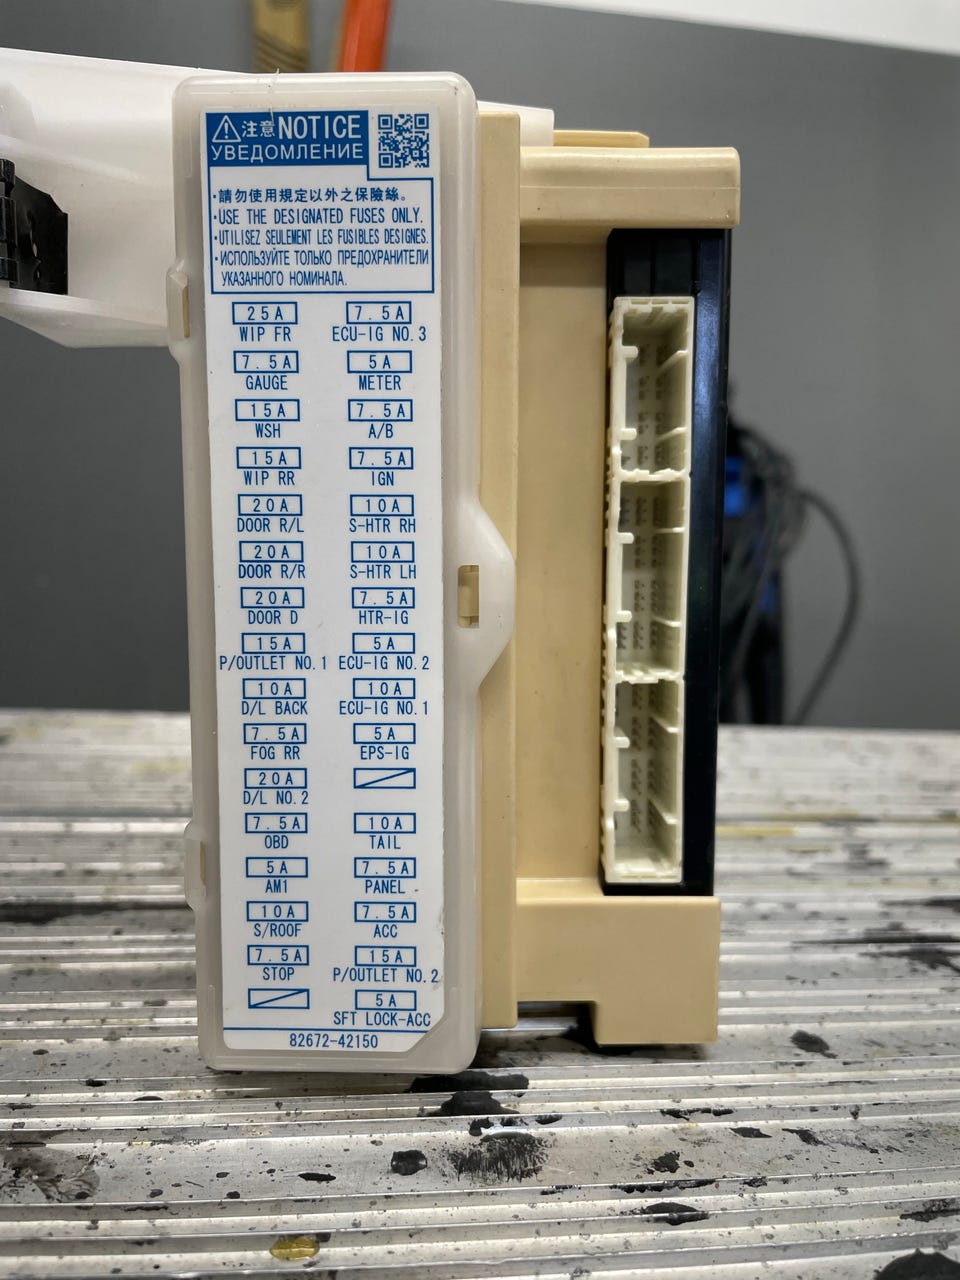 注意 NOTICE
УВЕДОМЛЕНИЕ
·請勿使用規定以外之保險絲。
·USE THE DESIGNATED FUSES ONLY.
·UTILISEZ SEULEMENT LES FUSIBLES DESIGNES.
·ИСПОЛЬЗУЙТЕ ТОЛЬКО ПРЕДОХРАНИТЕЛИ
УКАЗАННОГО НОМИНАЛА.
25A 7.5A
WIP FR ECU-IG NO.3
7.5A 5A
GAUGE METER
15A 7.5A
WSH A/B
15A 7.5A
WIP RR IGN
20A 10A
DOOR R/L S-HTR RH
20A 10A
DOOR R/R S-HTR LH
20A 7.5A
DOOR D HTR-IG
15A 5A
P/OUTLET NO.1 ECU-IG NO.2
10A 10A
D/L BACK ECU-IG NO.1
7.5A 5A
FOG RR EPS-IG
20A
D/L NO.2
7.5A 10A
OBD TAIL
5A 7.5A
AM1 PANEL
10A 7.5A
S/ROOF ACC
7.5A 15A
STOP P/OUTLET NO.2
5A
SFT LOCK-ACC
82672-42150